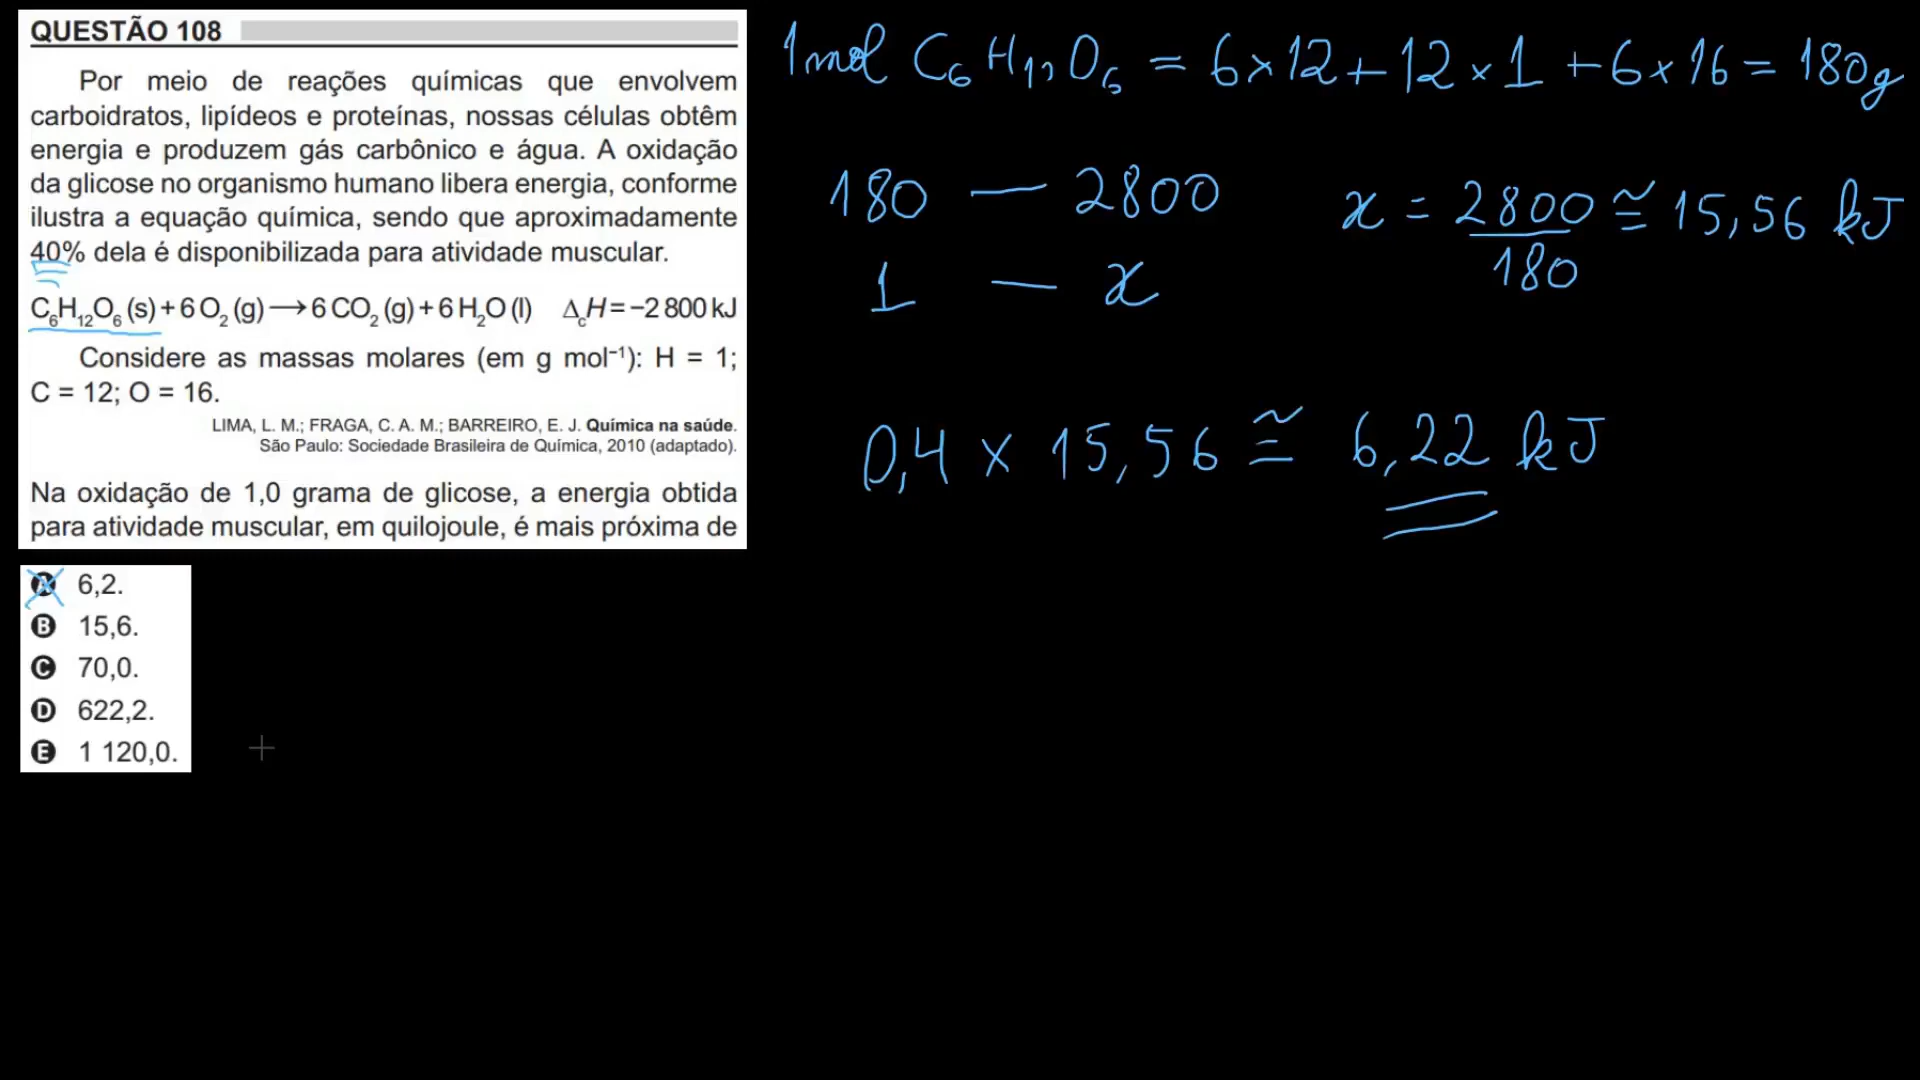 QUESTÃO 108
Por meio de reações químicas que envolvem
carboidratos, lipídeos e proteínas, nossas células obtêm
energia e produzem gás carbônico e água. A oxidação
da glicose no organismo humano libera energia, conforme
ilustra a equação química, sendo que aproximadamente
40% dela é disponibilizada para atividade muscular.
C₆H₁₂O₆ (s) + 6 O₂ (g) ⟶ 6 CO₂ (g) + 6 H₂O (l) Δ_cH = −2 800 kJ
Considere as massas molares (em g mol⁻¹): H = 1;
C = 12; O = 16.
LIMA, L. M.; FRAGA, C. A. M.; BARREIRO, E. J. Química na saúde.
São Paulo: Sociedade Brasileira de Química, 2010 (adaptado).
Na oxidação de 1,0 grama de glicose, a energia obtida
para atividade muscular, em quilojoule, é mais próxima de
A 6,2.
B 15,6.
C 70,0.
D 622,2.
E 1 120,0.
1mol C₆H₁₂O₆ = 6×12 + 12×1 + 6×16 = 180g
180 — 2800
1 — x
x = 2800/180 ≅ 15,56 kJ
0,4 × 15,56 ≅ 6,22 kJ